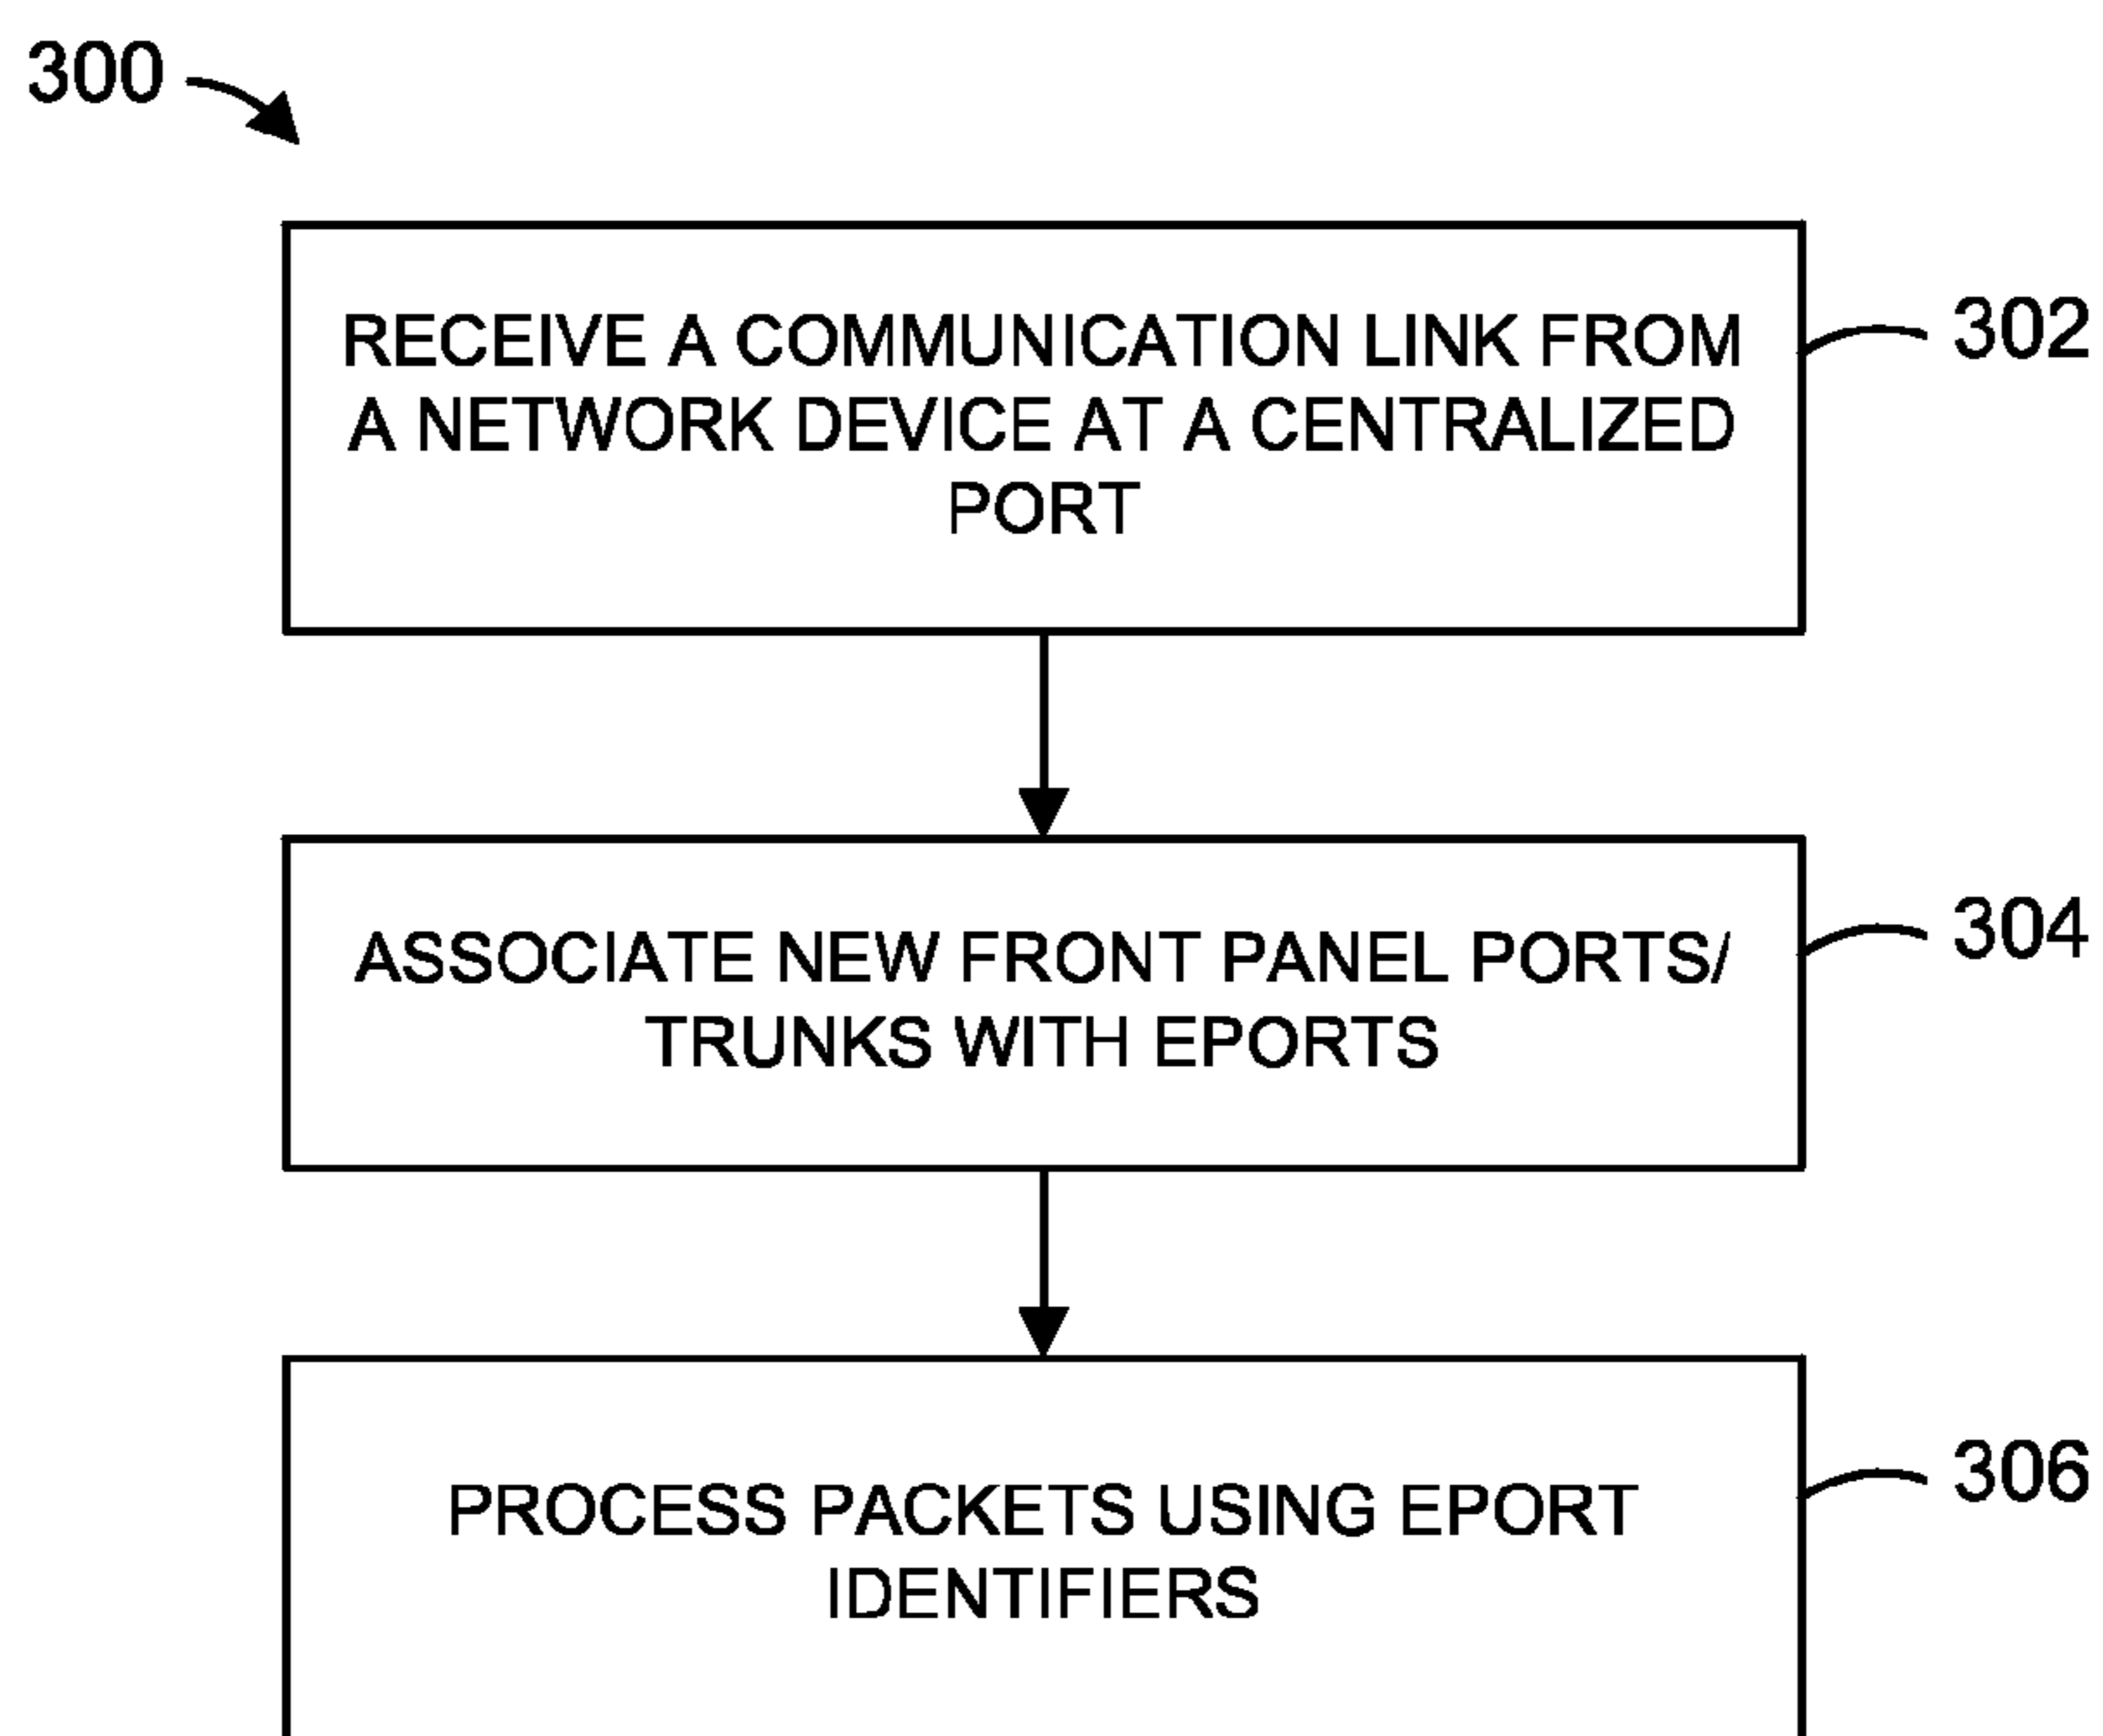 300
RECEIVE A COMMUNICATION LINK FROM
A NETWORK DEVICE AT A CENTRALIZED
PORT
302
ASSOCIATE NEW FRONT PANEL PORTS/
TRUNKS WITH EPORTS
304
PROCESS PACKETS USING EPORT
IDENTIFIERS
306